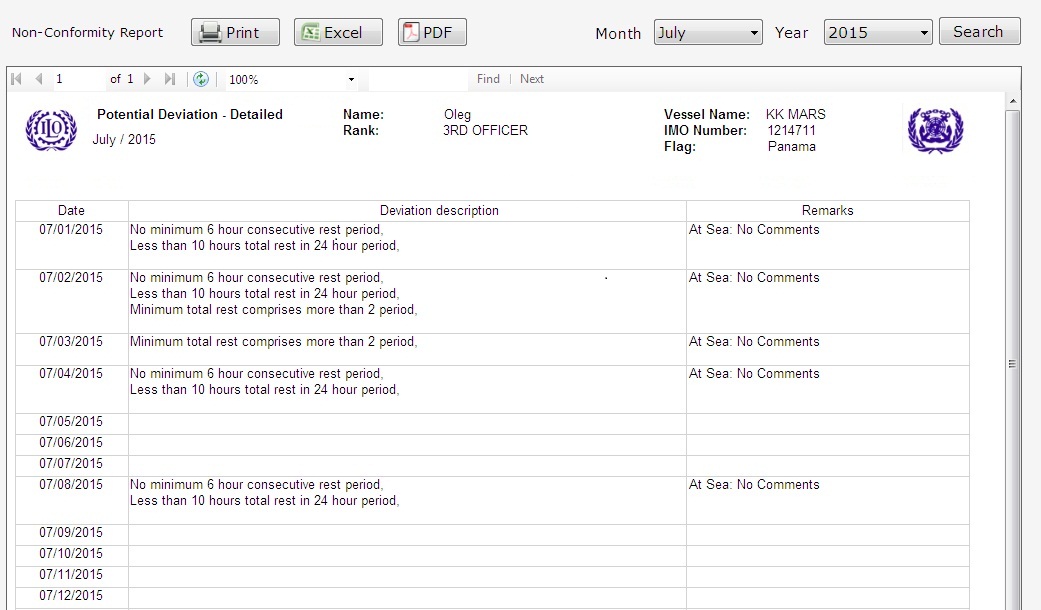 Non-Conformity Report Print Excel PDF Month July Year 2015 Search
1 of 1 100% Find | Next
ILO Potential Deviation - Detailed Name: Oleg Vessel Name: KK MARS
Rank: 3RD OFFICER IMO Number: 1214711
July / 2015 Flag: Panama
Date Deviation description Remarks
07/01/2015 No minimum 6 hour consecutive rest period, At Sea: No Comments
Less than 10 hours total rest in 24 hour period,
07/02/2015 No minimum 6 hour consecutive rest period, At Sea: No Comments
Less than 10 hours total rest in 24 hour period,
Minimum total rest comprises more than 2 period,
07/03/2015 Minimum total rest comprises more than 2 period, At Sea: No Comments
07/04/2015 No minimum 6 hour consecutive rest period, At Sea: No Comments
Less than 10 hours total rest in 24 hour period,
07/05/2015
07/06/2015
07/07/2015
07/08/2015 No minimum 6 hour consecutive rest period, At Sea: No Comments
Less than 10 hours total rest in 24 hour period,
07/09/2015
07/10/2015
07/11/2015
07/12/2015